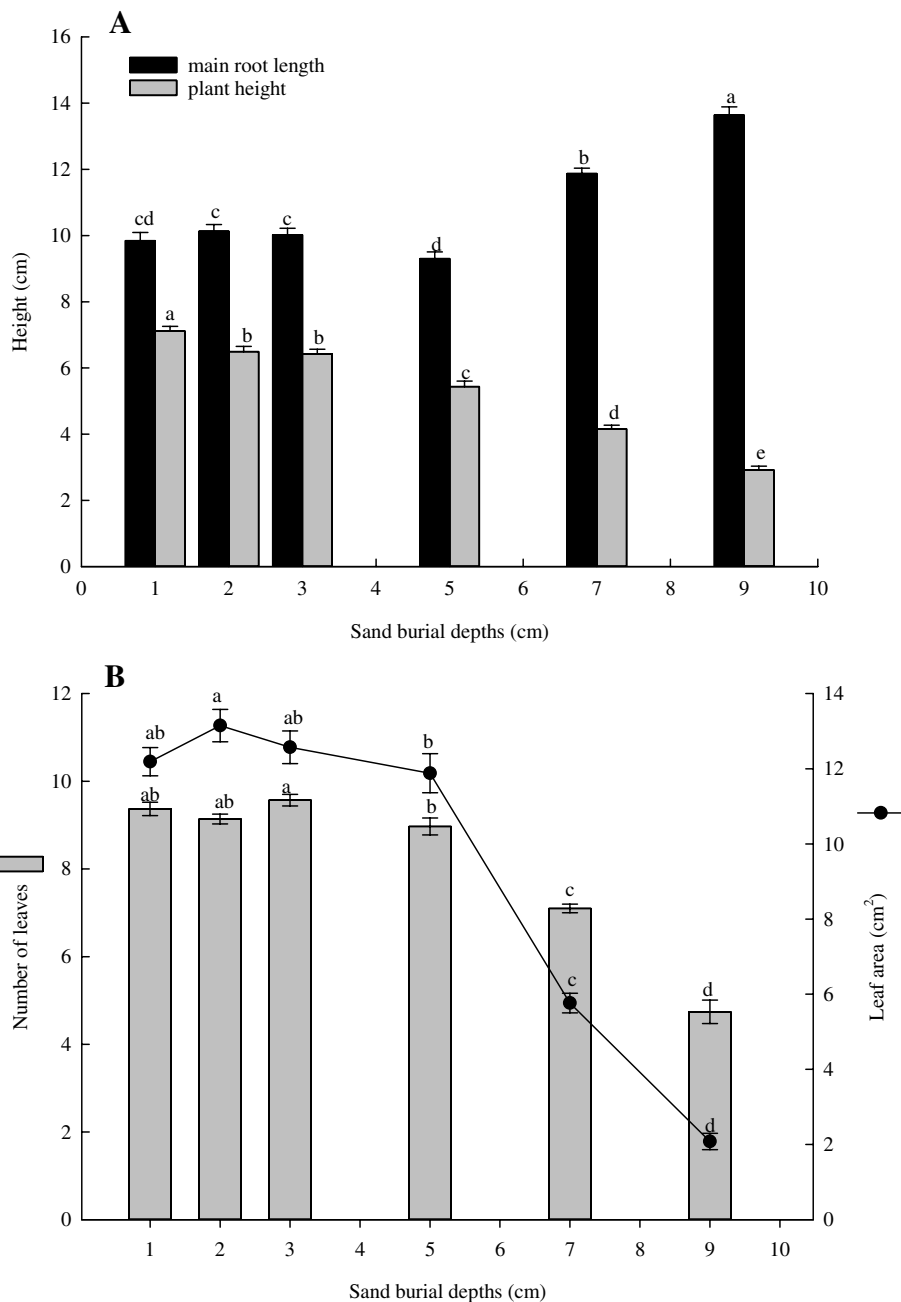 A
16
main root length
plant height
14
a
b
12
cd
c
c
10
d
8
a
b
b
6
c
d
4
e
2
0
Height (cm)
0 1 2 3 4 5 6 7 8 9 10
Sand burial depths (cm)
B
12
14
a
ab
ab
b
12
10
ab
ab
a
b
10
8
c
8
6
c
d
6
4
4
2
d
2
0
0
Number of leaves
Leaf area (cm²)
1 2 3 4 5 6 7 8 9 10
Sand burial depths (cm)